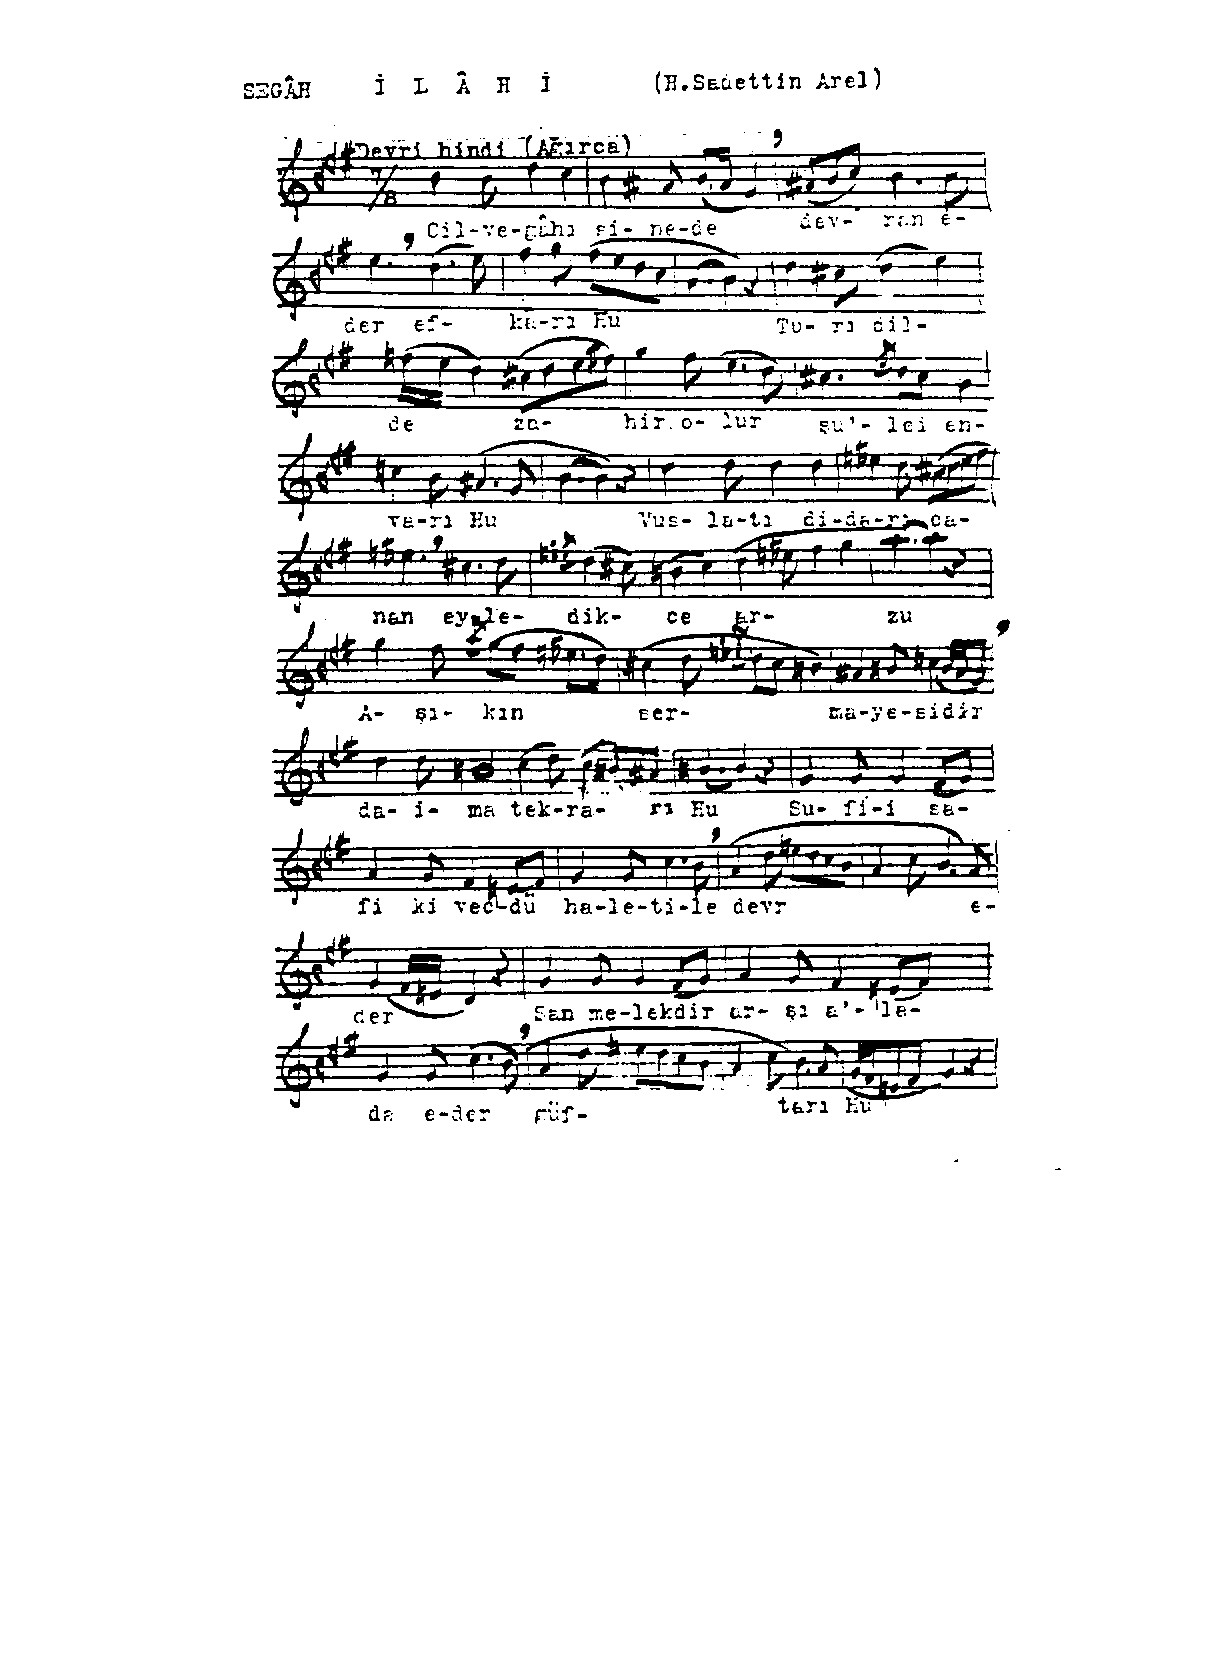 SEGÂH İ L Â H İ (H.Sadettin Arel)
Devri hindi (Ağırca)
7/8
Cil-ve-gâhı si- ne-de dev- ran e-
der ef- kâ-rı Hu Tu- rı dil-
de za- hir o- lur şu'- lei en-
va-rı Hu Vus- la-tı di-da-rı ca-
nan ey-le- dik- ce ar- zu
A- şı- kın ser- ma-ye-sidir
da- i- ma tek-ra- rı Hu Su- fi-i sa-
fi ki vec-dü ha-le-ti-le devr e-
der San me-lekdir ar- şı a'- la-
da e-der güf- tarı Hu